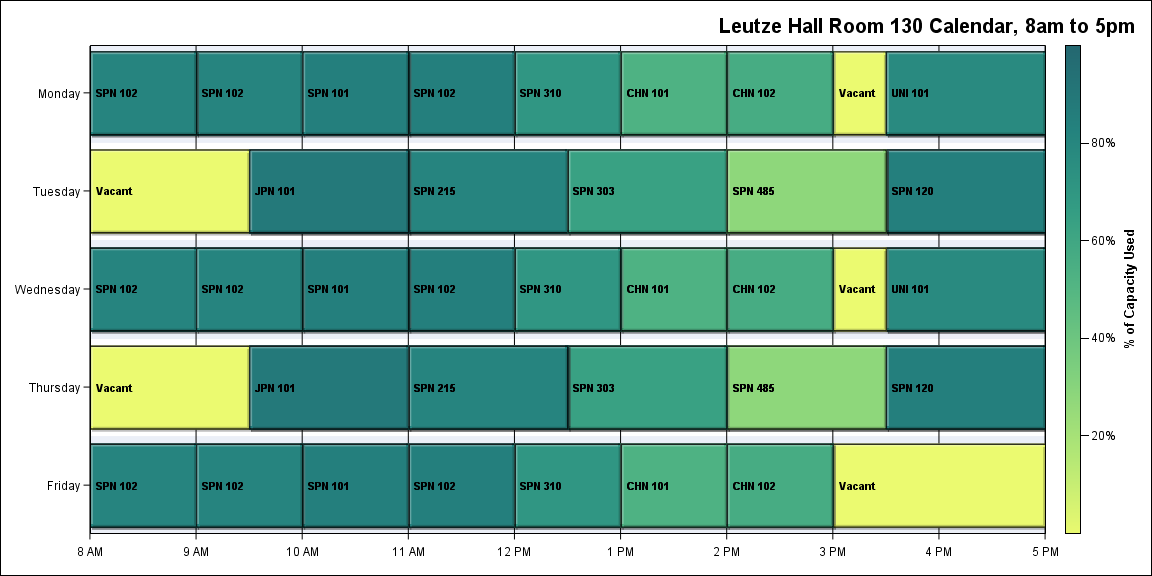 Leutze Hall Room 130 Calendar, 8am to 5pm
Monday SPN 102 SPN 102 SPN 101 SPN 102 SPN 310 CHN 101 CHN 102 Vacant UNI 101
Tuesday Vacant JPN 101 SPN 215 SPN 303 SPN 485 SPN 120
Wednesday SPN 102 SPN 102 SPN 101 SPN 102 SPN 310 CHN 101 CHN 102 Vacant UNI 101
Thursday Vacant JPN 101 SPN 215 SPN 303 SPN 485 SPN 120
Friday SPN 102 SPN 102 SPN 101 SPN 102 SPN 310 CHN 101 CHN 102 Vacant
8 AM 9 AM 10 AM 11 AM 12 PM 1 PM 2 PM 3 PM 4 PM 5 PM
80%
60%
40%
20%
% of Capacity Used